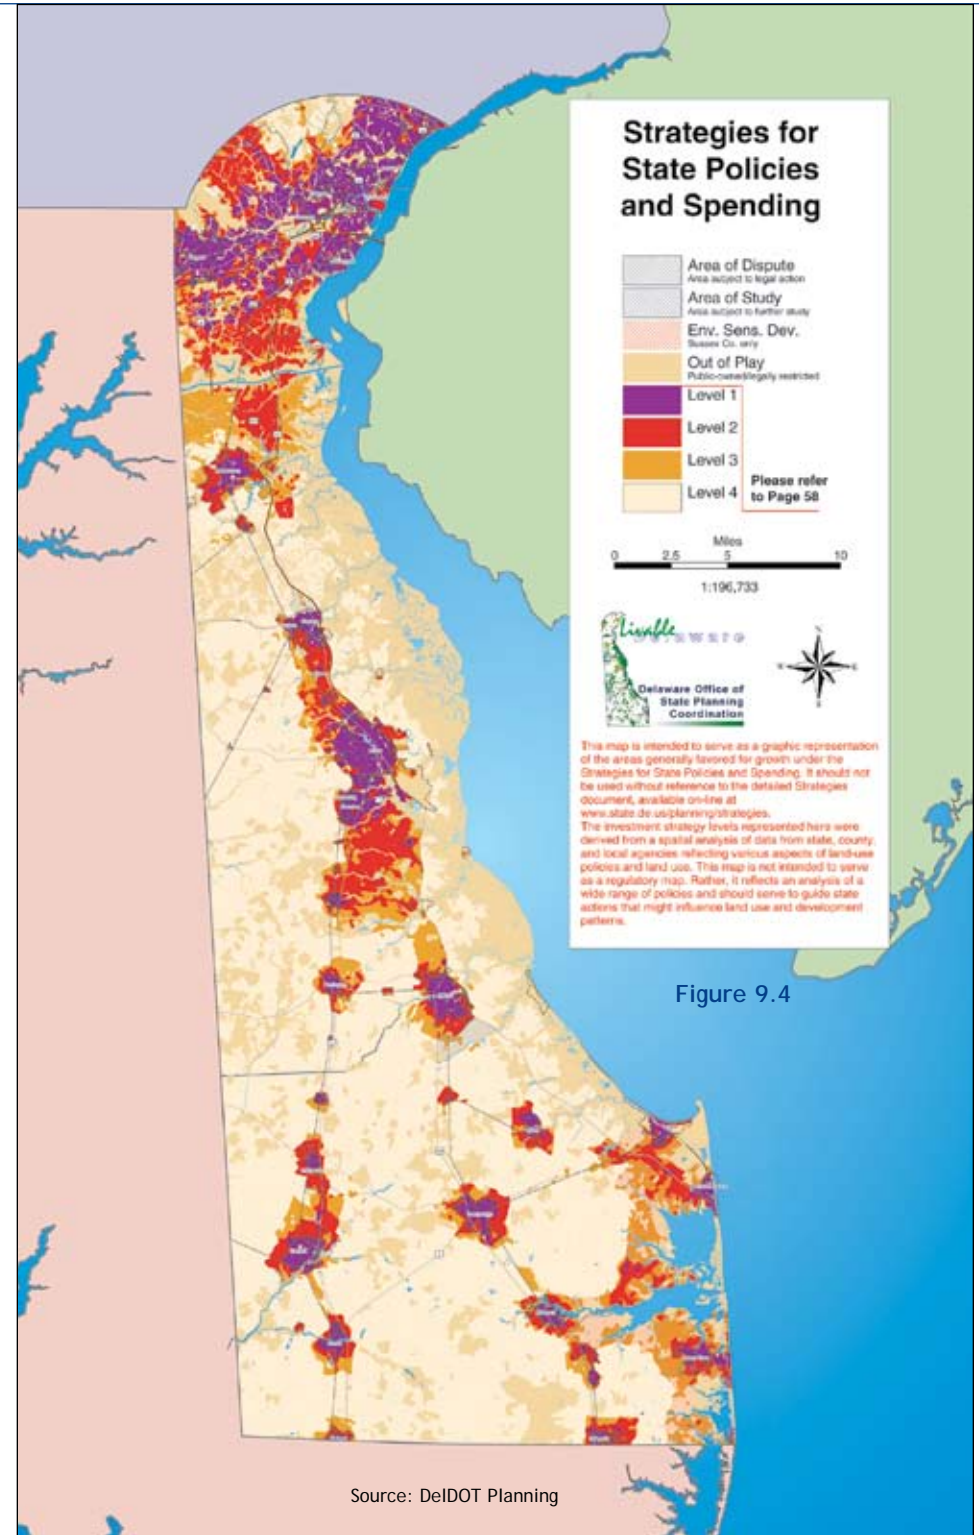 Strategies for
State Policies
and Spending
Area of Dispute
Area subject to legal action
Area of Study
Area subject to further study
Env. Sens. Dev.
Sussex Co. only
Out of Play
Public-owned/legally restricted
Level 1
Level 2
Level 3
Level 4
Please refer
to Page 58
Miles
0 2.5 5 10
1:196,733
Livable
DELAWARE
Delaware Office of
State Planning
Coordination
This map is intended to serve as a graphic representation
of the areas generally favored for growth under the
Strategies for State Policies and Spending. It should not
be used without reference to the detailed Strategies
document, available on-line at
www.state.de.us/planning/strategies.
The investment strategy levels represented here were
derived from a spatial analysis of data from state, county,
and local agencies reflecting various aspects of land-use
policies and land use. This map is not intended to serve
as a regulatory map. Rather, it reflects an analysis of a
wide range of policies and should serve to guide state
actions that might influence land use and development
patterns.
Figure 9.4
Source: DelDOT Planning